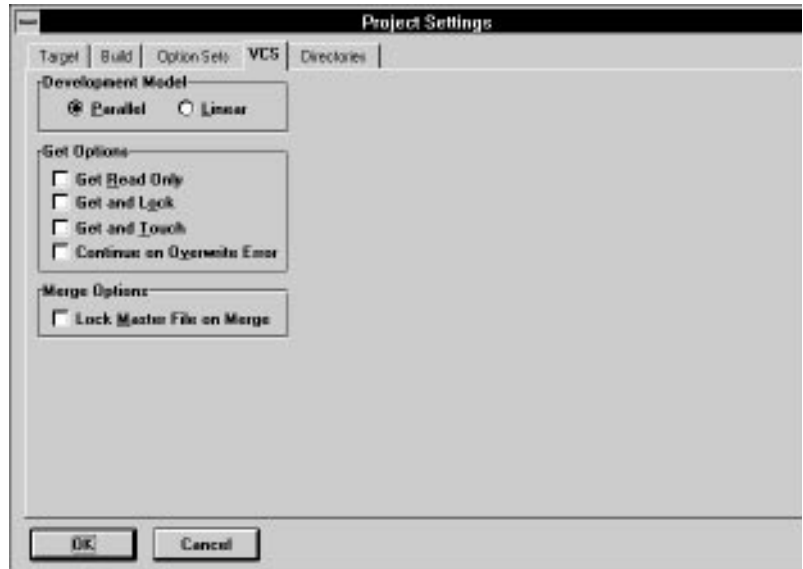 Project Settings
Target Build Option Sets VCS Directories
Development Model
Parallel Linear
Get Options
Get Read Only
Get and Lock
Get and Touch
Continue on Overwrite Error
Merge Options
Lock Master File on Merge
OK Cancel